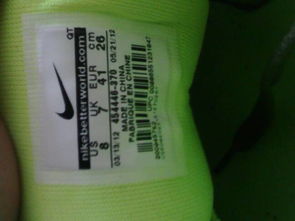 nikebetterworld.com
US UK EUR cm GT
8 7 41 26
03/13/12 05/21/12
454446-370
MADE IN CHINA
FABRIQUE EN CHINE